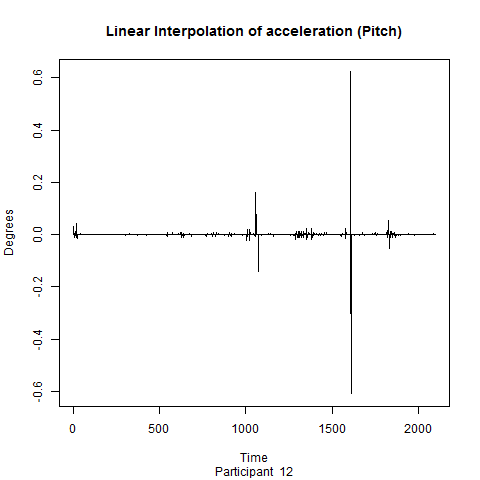 Linear Interpolation of acceleration (Pitch)
0.6
0.4
0.2
0.0
-0.2
-0.4
-0.6
Degrees
0 500 1000 1500 2000
Time
Participant 12